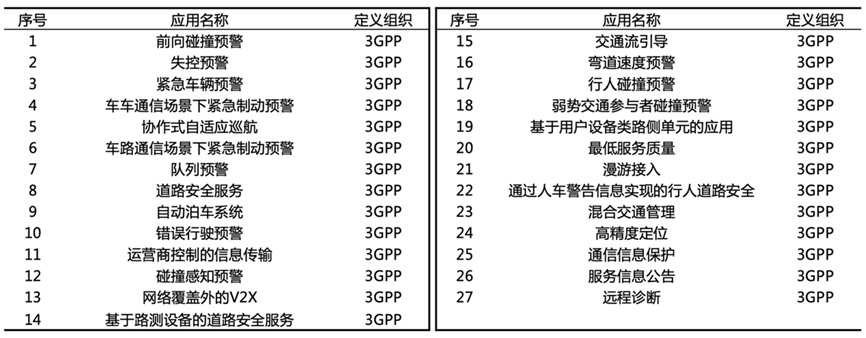 序号 应用名称 定义组织
1 前向碰撞预警 3GPP
2 失控预警 3GPP
3 紧急车辆预警 3GPP
4 车车通信场景下紧急制动预警 3GPP
5 协作式自适应巡航 3GPP
6 车路通信场景下紧急制动预警 3GPP
7 队列预警 3GPP
8 道路安全服务 3GPP
9 自动泊车系统 3GPP
10 错误行驶预警 3GPP
11 运营商控制的信息传输 3GPP
12 碰撞感知预警 3GPP
13 网络覆盖外的V2X 3GPP
14 基于路测设备的道路安全服务 3GPP
序号 应用名称 定义组织
15 交通流引导 3GPP
16 弯道速度预警 3GPP
17 行人碰撞预警 3GPP
18 弱势交通参与者碰撞预警 3GPP
19 基于用户设备类路侧单元的应用 3GPP
20 最低服务质量 3GPP
21 漫游接入 3GPP
22 通过人车警告信息实现的行人道路安全 3GPP
23 混合交通管理 3GPP
24 高精度定位 3GPP
25 通信信息保护 3GPP
26 服务信息公告 3GPP
27 远程诊断 3GPP